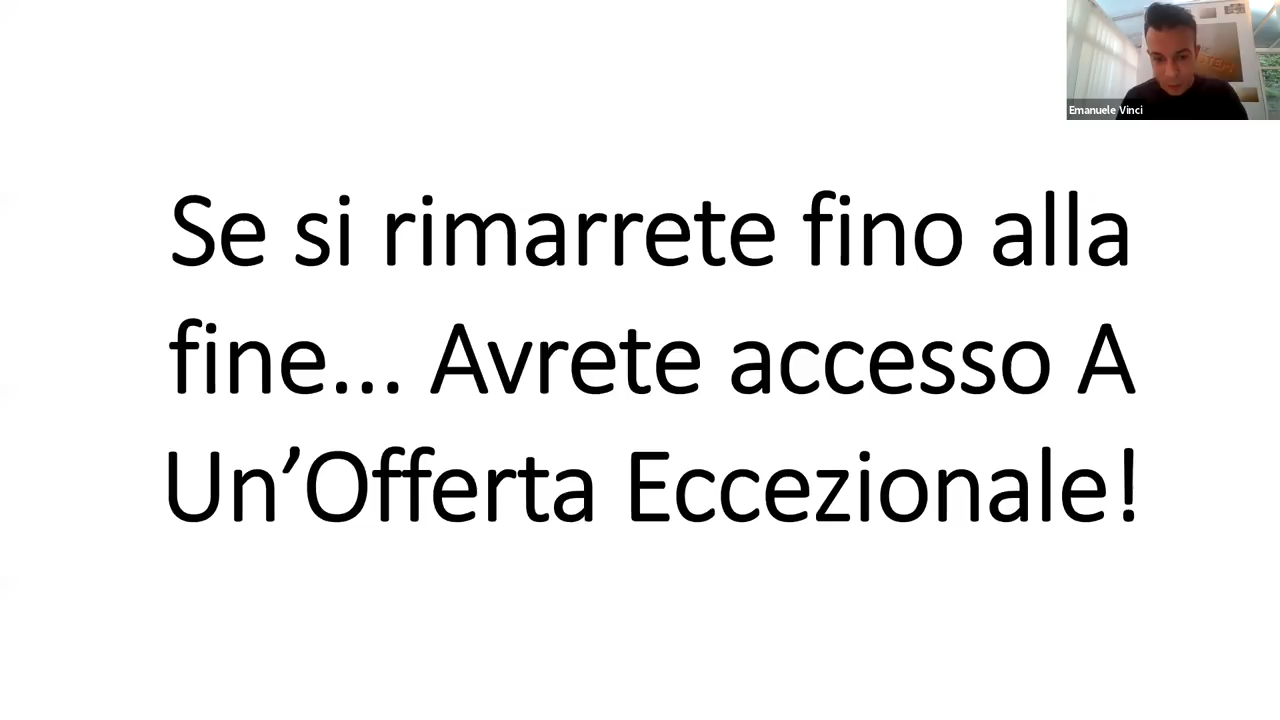 Emanuele Vinci
Se si rimarrete fino alla
fine... Avrete accesso A
Un’Offerta Eccezionale!